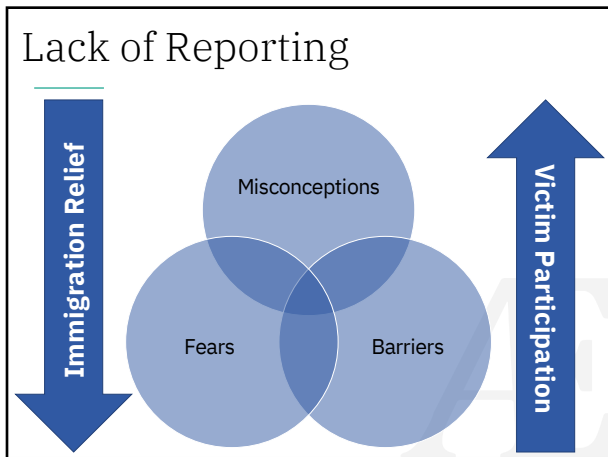 Lack of Reporting
Immigration Relief
Misconceptions
Fears
Barriers
Victim Participation
Æ